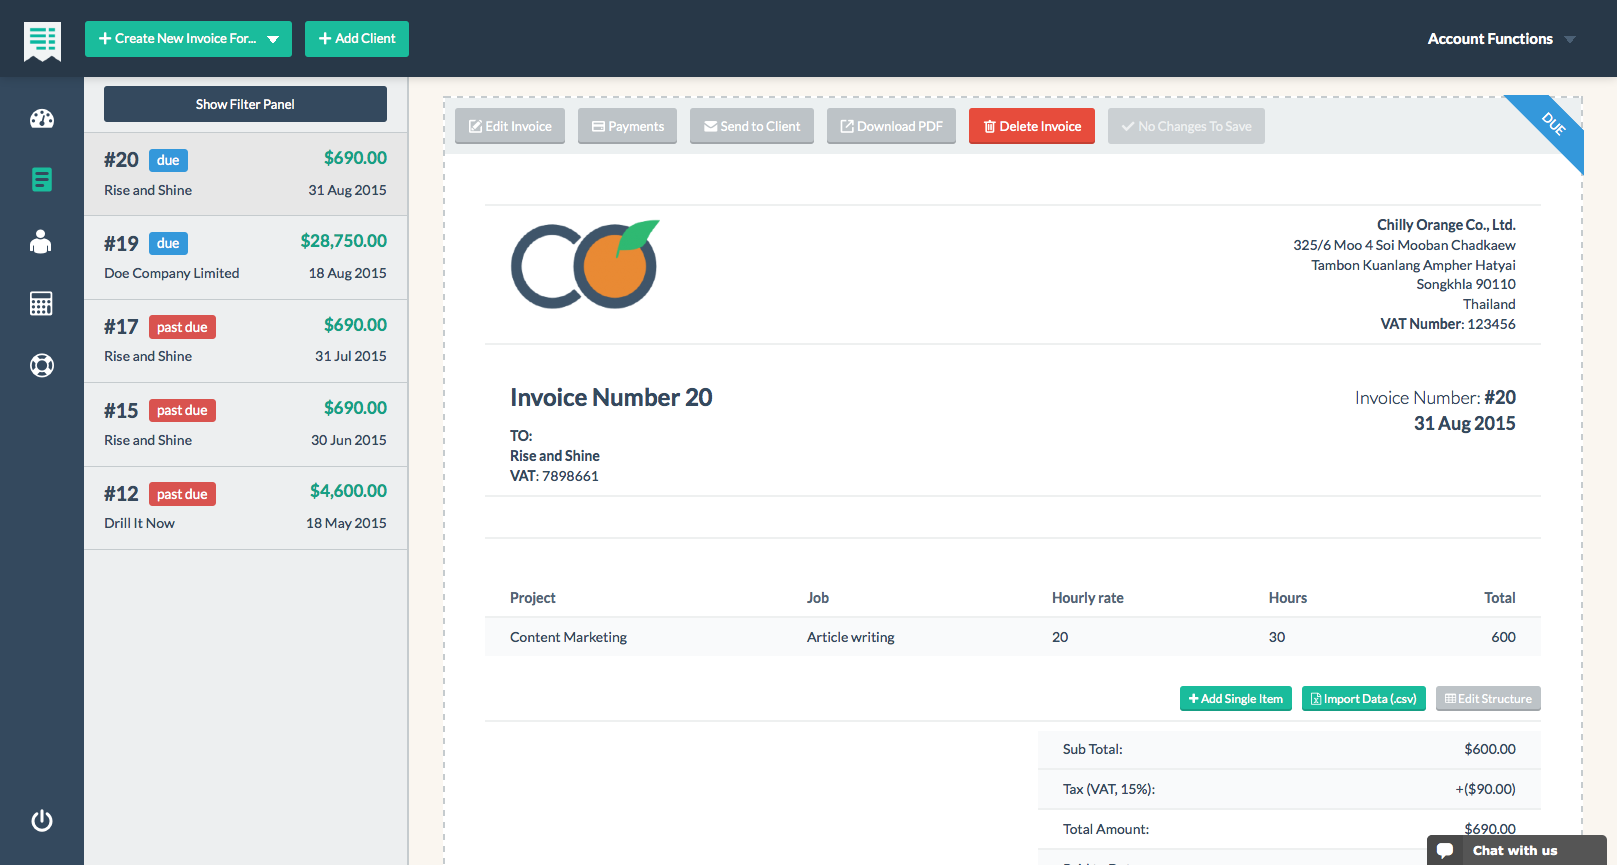 Create New Invoice For...
Add Client
Account Functions
Show Filter Panel
#20 due $690.00
Rise and Shine 31 Aug 2015
#19 due $28,750.00
Doe Company Limited 18 Aug 2015
#17 past due $690.00
Rise and Shine 31 Jul 2015
#15 past due $690.00
Rise and Shine 30 Jun 2015
#12 past due $4,600.00
Drill It Now 18 May 2015
Edit Invoice Payments Send to Client Download PDF Delete Invoice No Changes To Save
DUE
CO
Chilly Orange Co., Ltd.
325/6 Moo 4 Soi Mooban Chadkaew
Tambon Kuanlang Ampher Hatyai
Songkhla 90110
Thailand
VAT Number: 123456
Invoice Number 20
Invoice Number: #20
31 Aug 2015
TO:
Rise and Shine
VAT: 7898661
Project Job Hourly rate Hours Total
Content Marketing Article writing 20 30 600
Add Single Item Import Data (.csv) Edit Structure
Sub Total: $600.00
Tax (VAT, 15%): +($90.00)
Total Amount: $690.00
Chat with us